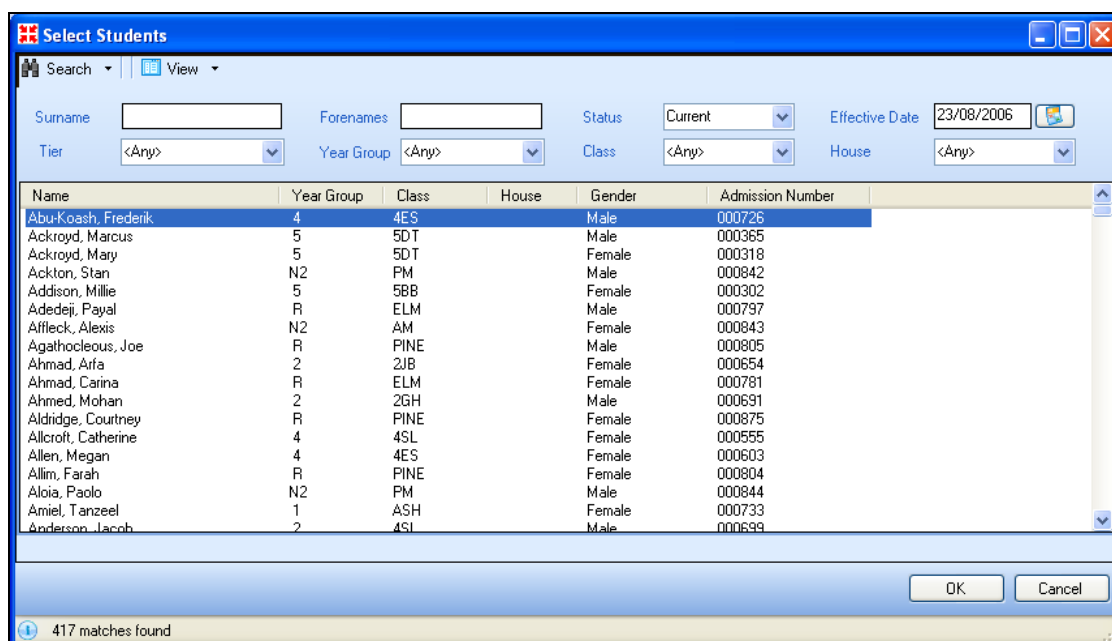 Select Students
Search View
Surname Forenames Status Current Effective Date 23/08/2006
Tier <Any> Year Group <Any> Class <Any> House <Any>
Name Year Group Class House Gender Admission Number
Abu-Koash, Frederik 4 4ES Male 000726
Ackroyd, Marcus 5 5DT Male 000365
Ackroyd, Mary 5 5DT Female 000318
Ackton, Stan N2 PM Male 000842
Addison, Millie 5 5BB Female 000302
Adedeji, Payal R ELM Male 000797
Affleck, Alexis N2 AM Female 000843
Agathocleous, Joe R PINE Male 000805
Ahmad, Arfa 2 2JB Female 000654
Ahmad, Carina R ELM Female 000781
Ahmed, Mohan 2 2GH Male 000691
Aldridge, Courtney R PINE Female 000875
Allcroft, Catherine 4 4SL Female 000555
Allen, Megan 4 4ES Female 000603
Allim, Farah R PINE Female 000804
Aloia, Paolo N2 PM Male 000844
Amiel, Tanzeel 1 ASH Female 000733
Anderson, Jacob 2 4SL Male 000699
OK Cancel
417 matches found